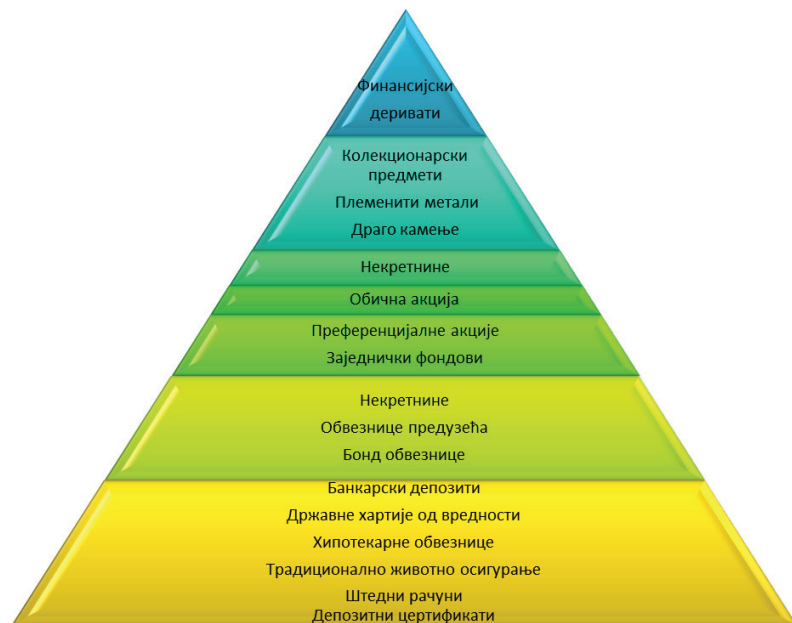 Финансијски
деривати
Колекционарски
предмети
Племенити метали
Драго камење
Некретнине
Обична акција
Преференцијалне акције
Заједнички фондови
Некретнине
Обвезнице предузећа
Бонд обвезнице
Банкарски депозити
Државне хартије од вредности
Хипотекарне обвезнице
Традиционално животно осигурање
Штедни рачуни
Депозитни цертификати